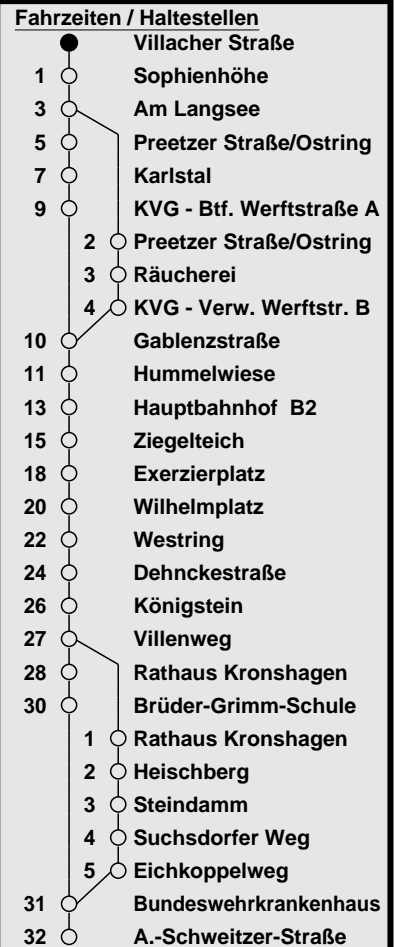 Fahrzeiten / Haltestellen
Villacher Straße
1 Sophienhöhe
3 Am Langsee
5 Preetzer Straße/Ostring
7 Karlstal
9 KVG - Btf. Werftstraße A
2 Preetzer Straße/Ostring
3 Räucherei
4 KVG - Verw. Werftstr. B
10 Gablenzstraße
11 Hummelwiese
13 Hauptbahnhof B2
15 Ziegelteich
18 Exerzierplatz
20 Wilhelmplatz
22 Westring
24 Dehnckestraße
26 Königstein
27 Villenweg
28 Rathaus Kronshagen
30 Brüder-Grimm-Schule
1 Rathaus Kronshagen
2 Heischberg
3 Steindamm
4 Suchsdorfer Weg
5 Eichkoppelweg
31 Bundeswehrkrankenhaus
32 A.-Schweitzer-Straße